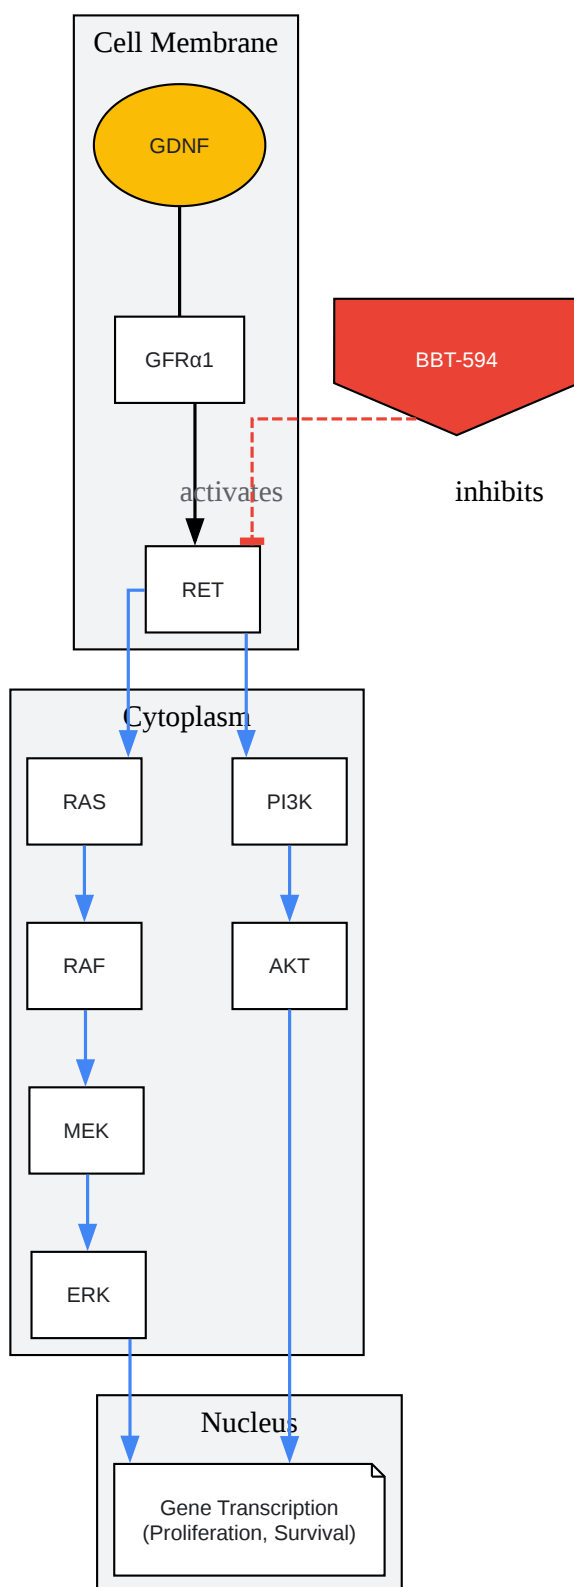 Cell Membrane
GDNF
GFRα1
BBT-594
activates
inhibits
RET
Cytoplasm
RAS
PI3K
RAF
AKT
MEK
ERK
Nucleus
Gene Transcription
(Proliferation, Survival)